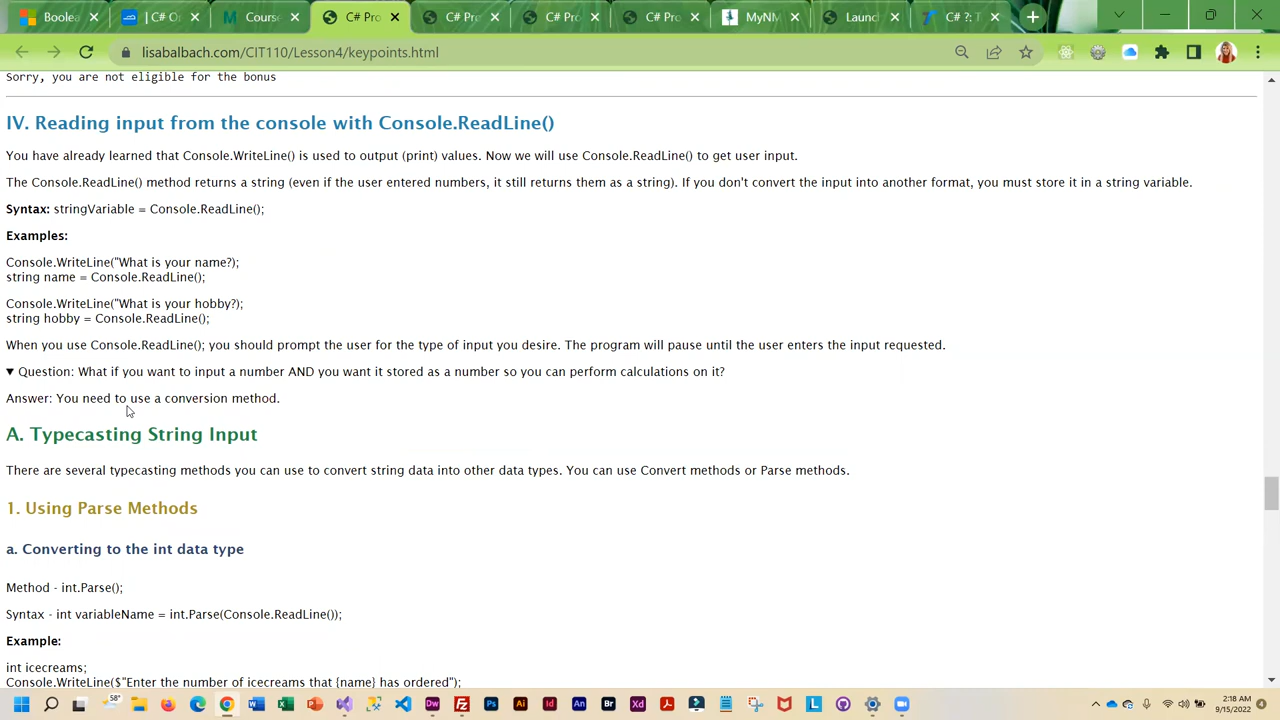 Boolea
| C# O
Course
C# Pro
C# Pro
C# Pro
C# Pro
MyNM
Launc
C# ?: T
lisabalbach.com/CIT110/Lesson4/keypoints.html
Sorry, you are not eligible for the bonus
IV. Reading input from the console with Console.ReadLine()
You have already learned that Console.WriteLine() is used to output (print) values. Now we will use Console.ReadLine() to get user input.
The Console.ReadLine() method returns a string (even if the user entered numbers, it still returns them as a string). If you don't convert the input into another format, you must store it in a string variable.
Syntax: stringVariable = Console.ReadLine();
Examples:
Console.WriteLine("What is your name?);
string name = Console.ReadLine();
Console.WriteLine("What is your hobby?);
string hobby = Console.ReadLine();
When you use Console.ReadLine(); you should prompt the user for the type of input you desire. The program will pause until the user enters the input requested.
▼ Question: What if you want to input a number AND you want it stored as a number so you can perform calculations on it?
Answer: You need to use a conversion method.
A. Typecasting String Input
There are several typecasting methods you can use to convert string data into other data types. You can use Convert methods or Parse methods.
1. Using Parse Methods
a. Converting to the int data type
Method - int.Parse();
Syntax - int variableName = int.Parse(Console.ReadLine());
Example:
int icecreams;
Console.WriteLine($"Enter the number of icecreams that {name} has ordered");
58°
2:18 AM
9/15/2022